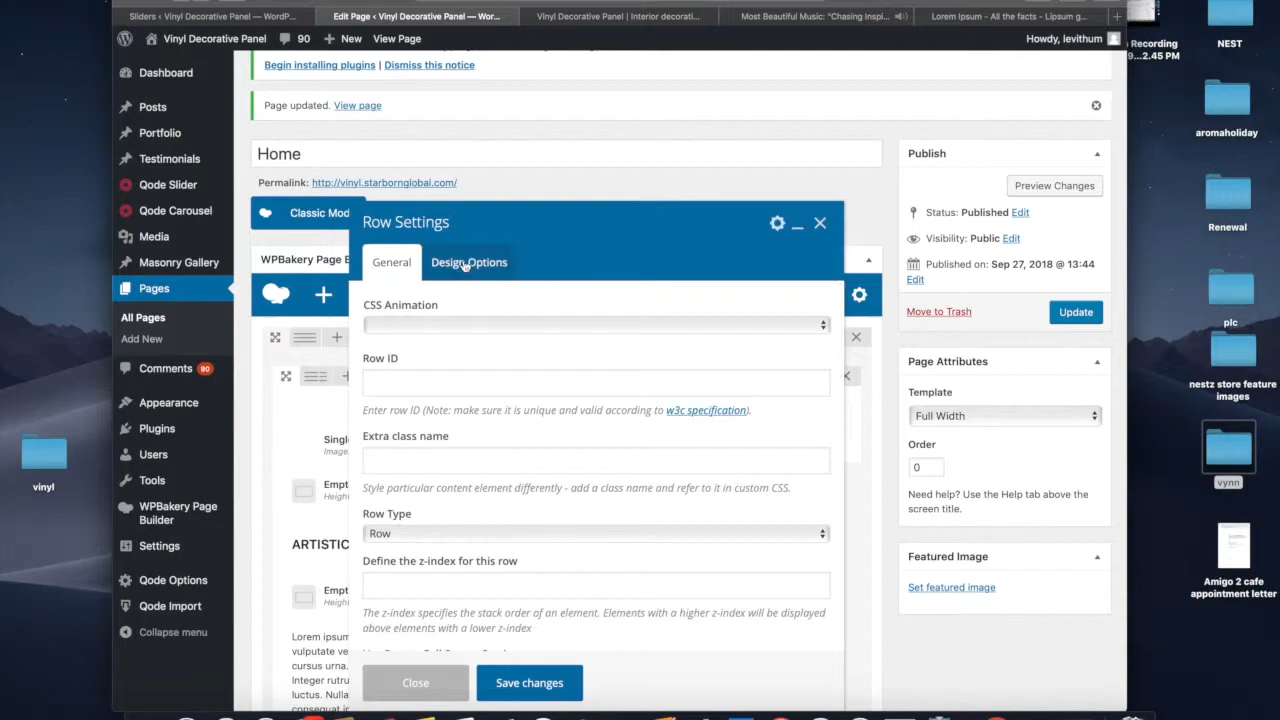 Sliders ‹ Vinyl Decorative Panel — WordP...
Edit Page ‹ Vinyl Decorative Panel — Wor...
Vinyl Decorative Panel | Interior decorati...
Most Beautiful Music: "Chasing Inspi...
Lorem Ipsum - All the facts - Lipsum g...
Vinyl Decorative Panel
90
New
View Page
Howdy, levithum
Dashboard
Posts
Portfolio
Testimonials
Qode Slider
Qode Carousel
Media
Masonry Gallery
Pages
All Pages
Add New
Comments 90
Appearance
Plugins
Users
Tools
WPBakery Page
Builder
Settings
Qode Options
Qode Import
Collapse menu
Begin installing plugins | Dismiss this notice
Page updated. View page
Home
Permalink: http://vinyl.starbornglobal.com/
Classic Mod
WPBakery Page B
Row Settings
General
Design Options
CSS Animation
Row ID
Enter row ID (Note: make sure it is unique and valid according to w3c specification).
Extra class name
Style particular content element differently - add a class name and refer to it in custom CSS.
Row Type
Row
Define the z-index for this row
The z-index specifies the stack order of an element. Elements with a higher z-index will be displayed
above elements with a lower z-index
Close
Save changes
Single
Image
Empt
Height
ARTISTIC
Empt
Height
Lorem ipsum
vulputate ve
cursus urna.
Integer rutru
luctus. Nulla
consequat in
Publish
Preview Changes
Status: Published Edit
Visibility: Public Edit
Published on: Sep 27, 2018 @ 13:44
Edit
Move to Trash
Update
Page Attributes
Template
Full Width
Order
0
Need help? Use the Help tab above the
screen title.
Featured Image
Set featured image
vinyl
Recording
9...2.45 PM
NEST
aromaholiday
Renewal
plc
nestz store feature
images
vynn
Amigo 2 cafe
appointment letter